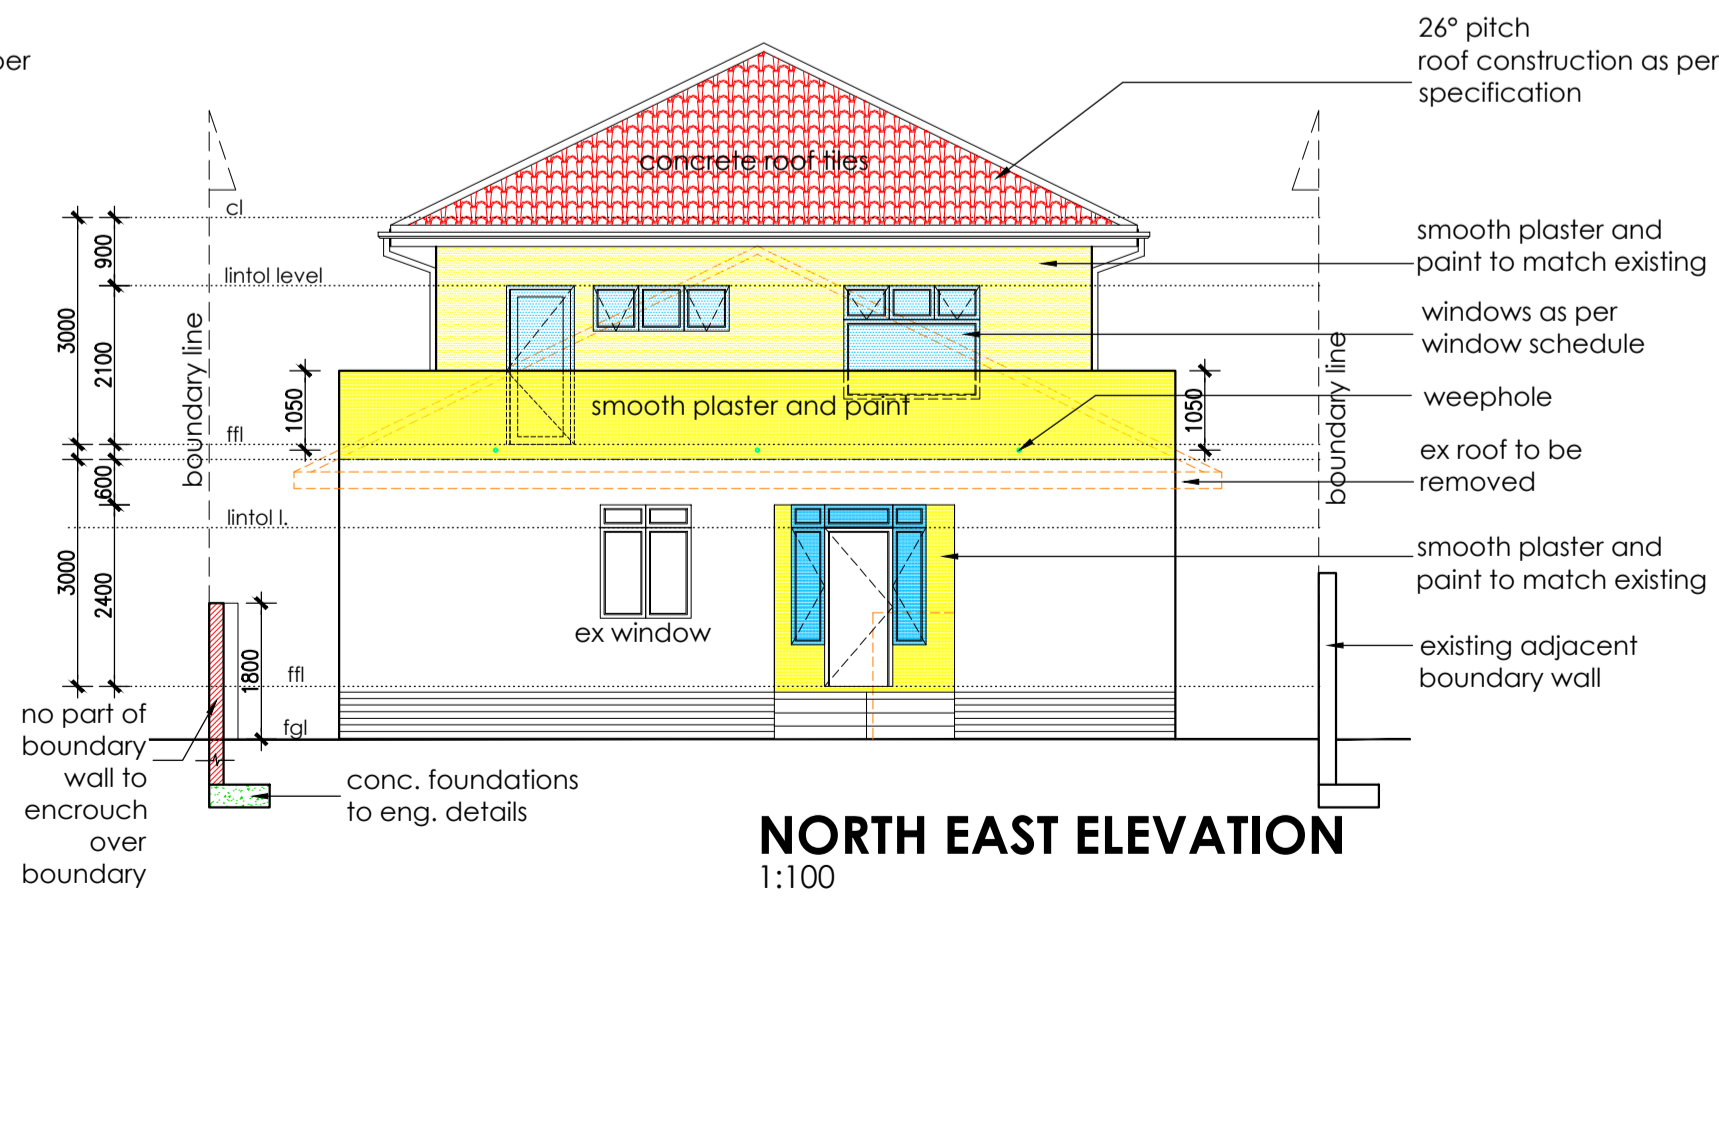 per
26° pitch
roof construction as per
specification
concrete roof tiles
cl
900
lintol level
3000
2100
boundary line
1050
ffl
smooth plaster and paint
smooth plaster and
paint to match existing
windows as per
window schedule
boundary line
1050
weephole
ex roof to be
removed
600
lintol l.
3000
2400
ex window
smooth plaster and
paint to match existing
existing adjacent
boundary wall
1800
ffl
fgl
no part of
boundary
wall to
encrouch
over
boundary
conc. foundations
to eng. details
NORTH EAST ELEVATION
1:100